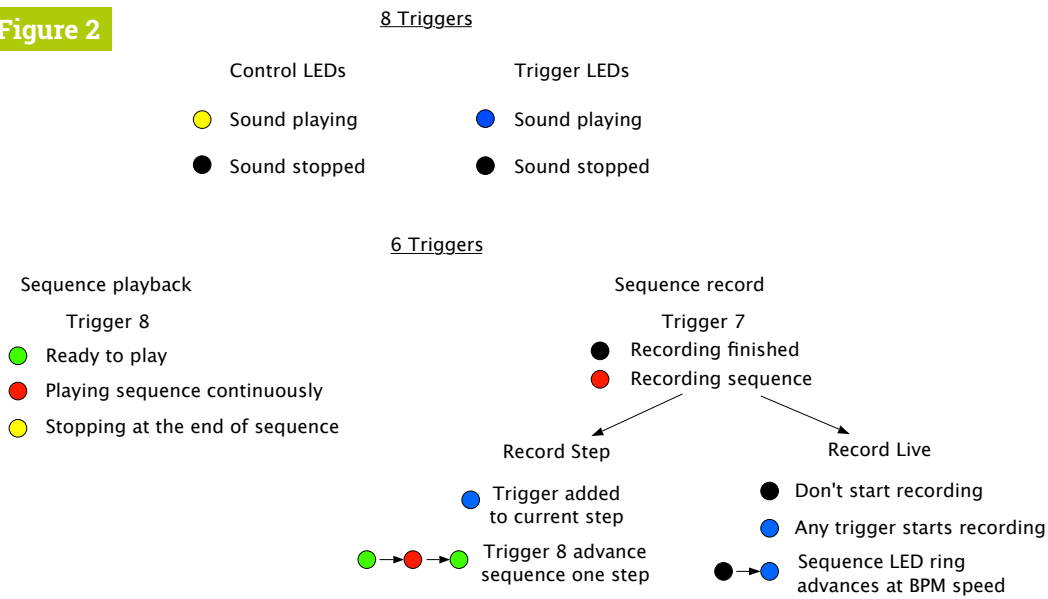 Figure 2
8 Triggers
Control LEDs
Sound playing
Sound stopped
Trigger LEDs
Sound playing
Sound stopped
6 Triggers
Sequence playback
Trigger 8
Ready to play
Playing sequence continuously
Stopping at the end of sequence
Sequence record
Trigger 7
Recording finished
Recording sequence
Record Step
Trigger added
to current step
Trigger 8 advance
sequence one step
Record Live
Don't start recording
Any trigger starts recording
Sequence LED ring
advances at BPM speed